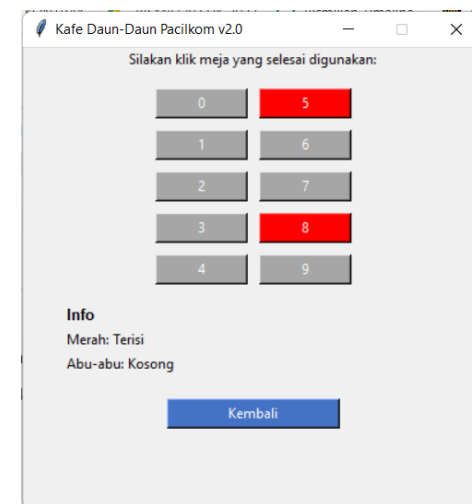 Kafe Daun-Daun Pacilkom v2.0
Silakan klik meja yang selesai digunakan:
0 5
1 6
2 7
3 8
4 9
Info
Merah: Terisi
Abu-abu: Kosong
Kembali